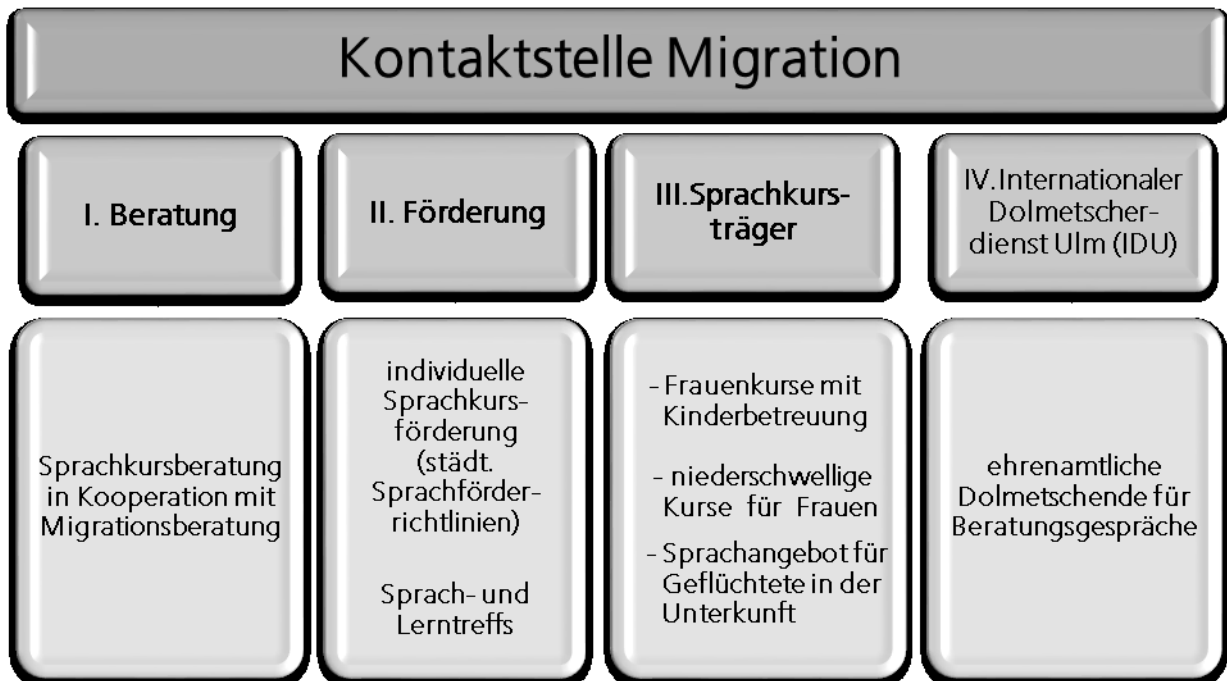 Kontaktstelle Migration
I. Beratung
II. Förderung
III.Sprachkurs-
träger
IV.Internationaler
Dolmetscher-
dienst Ulm (IDU)
Sprachkursberatung
in Kooperation mit
Migrationsberatung
individuelle
Sprachkurs-
förderung
(städt.
Sprachförder-
richtlinien)
Sprach- und
Lerntreffs
- Frauenkurse mit
Kinderbetreuung
- niederschwellige
Kurse für Frauen
- Sprachangebot für
Geflüchtete in der
Unterkunft
ehrenamtliche
Dolmetschende für
Beratungsgespräche